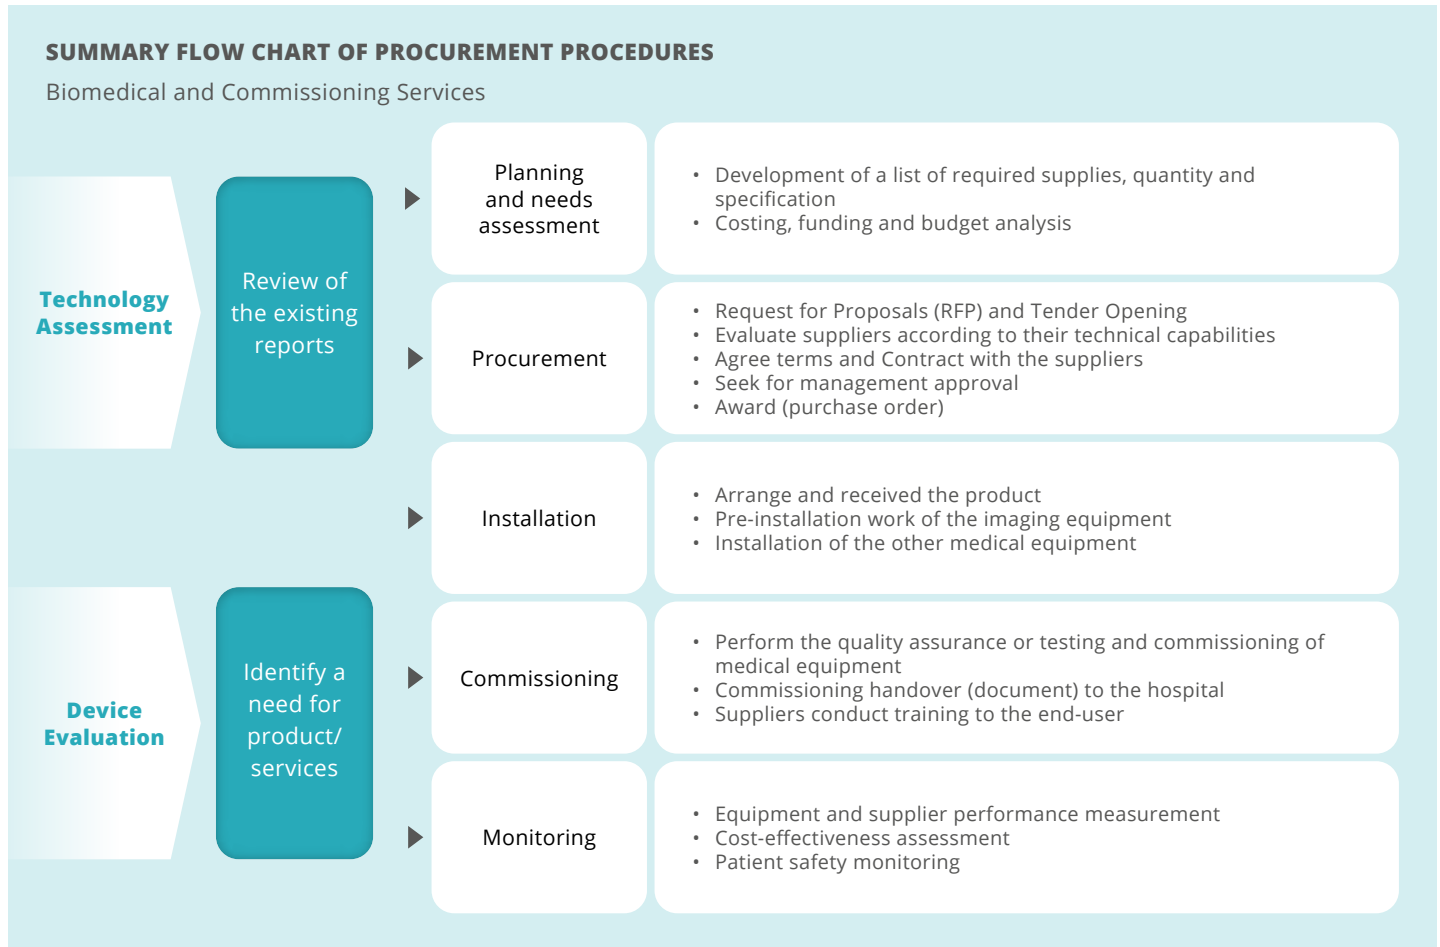 SUMMARY FLOW CHART OF PROCUREMENT PROCEDURES
Biomedical and Commissioning Services
Technology
Assessment
Review of
the existing
reports
Planning
and needs
assessment
• Development of a list of required supplies, quantity and
specification
• Costing, funding and budget analysis
Procurement
• Request for Proposals (RFP) and Tender Opening
• Evaluate suppliers according to their technical capabilities
• Agree terms and Contract with the suppliers
• Seek for management approval
• Award (purchase order)
Installation
• Arrange and received the product
• Pre-installation work of the imaging equipment
• Installation of the other medical equipment
Device
Evaluation
Identify a
need for
product/
services
Commissioning
• Perform the quality assurance or testing and commissioning of
medical equipment
• Commissioning handover (document) to the hospital
• Suppliers conduct training to the end-user
Monitoring
• Equipment and supplier performance measurement
• Cost-effectiveness assessment
• Patient safety monitoring